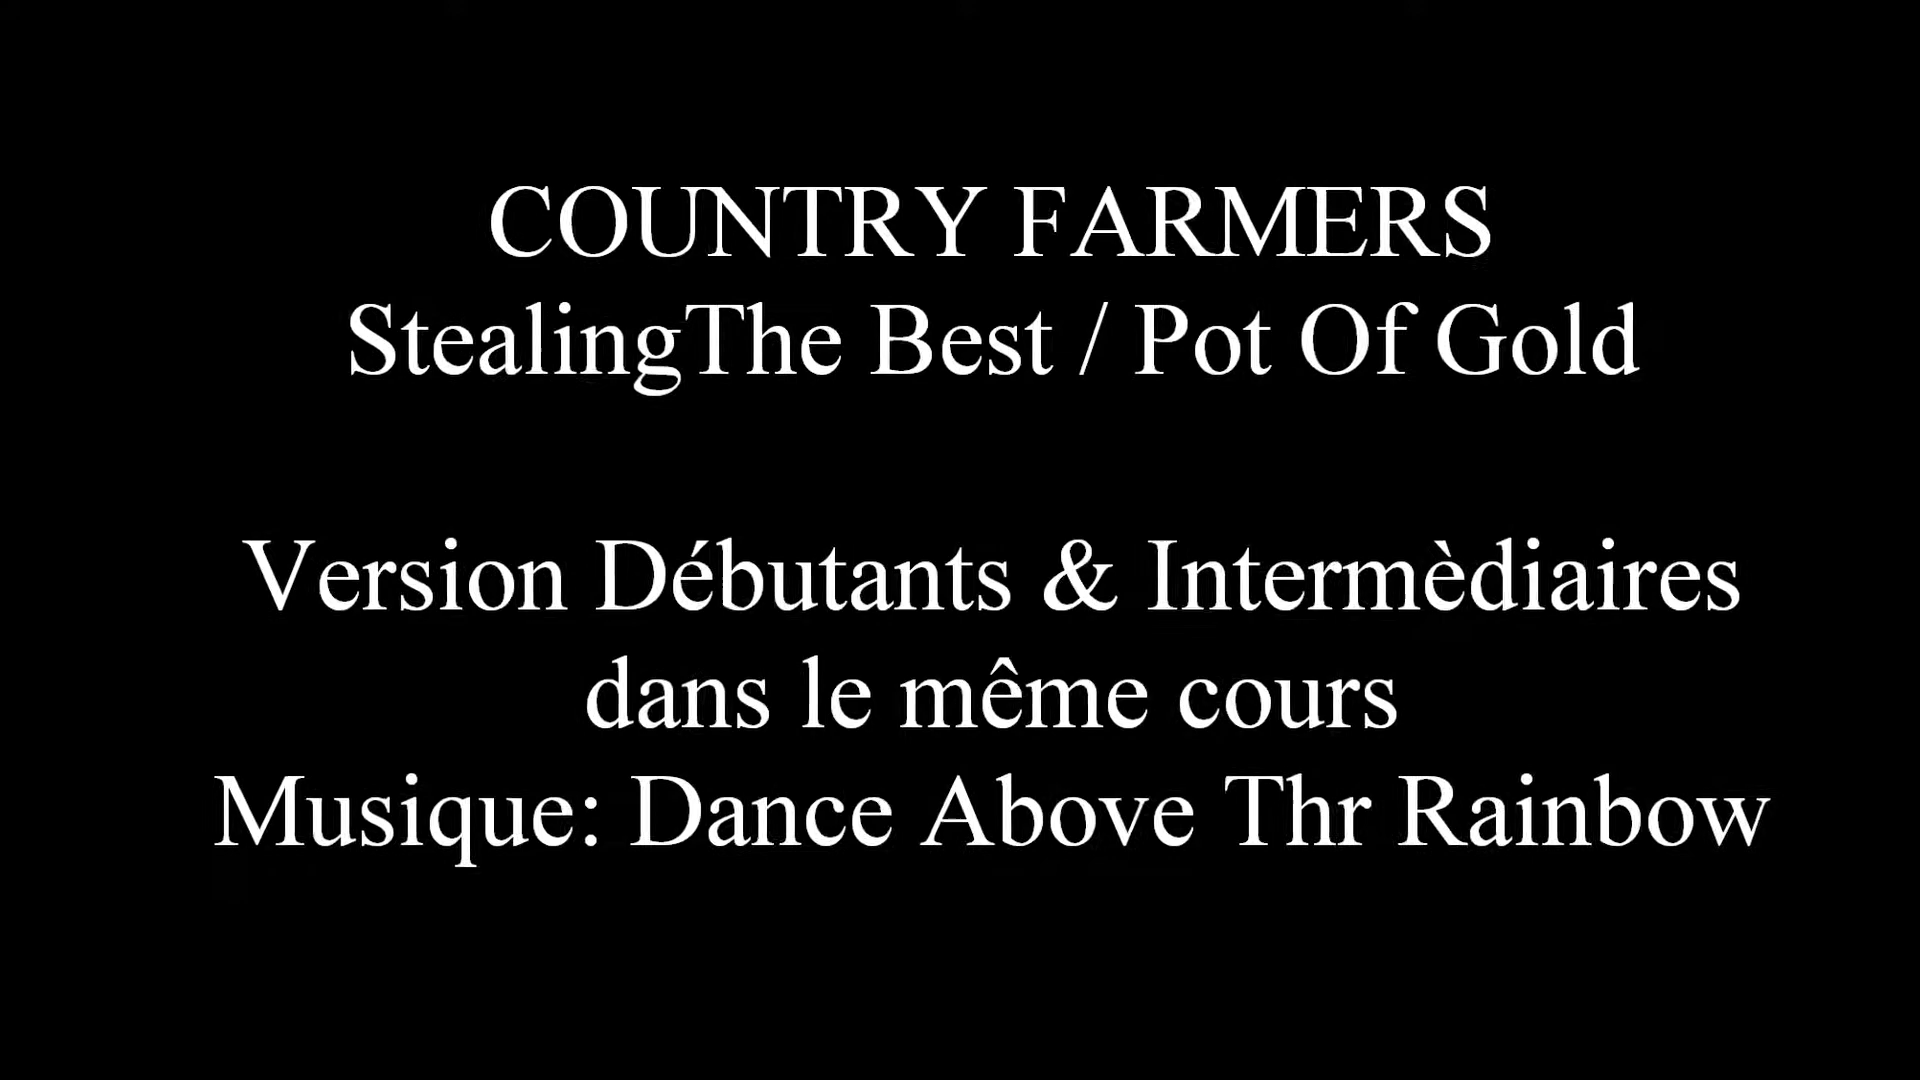 COUNTRY FARMERS
StealingThe Best / Pot Of Gold
Version Débutants & Intermèdiaires
dans le même cours
Musique: Dance Above Thr Rainbow